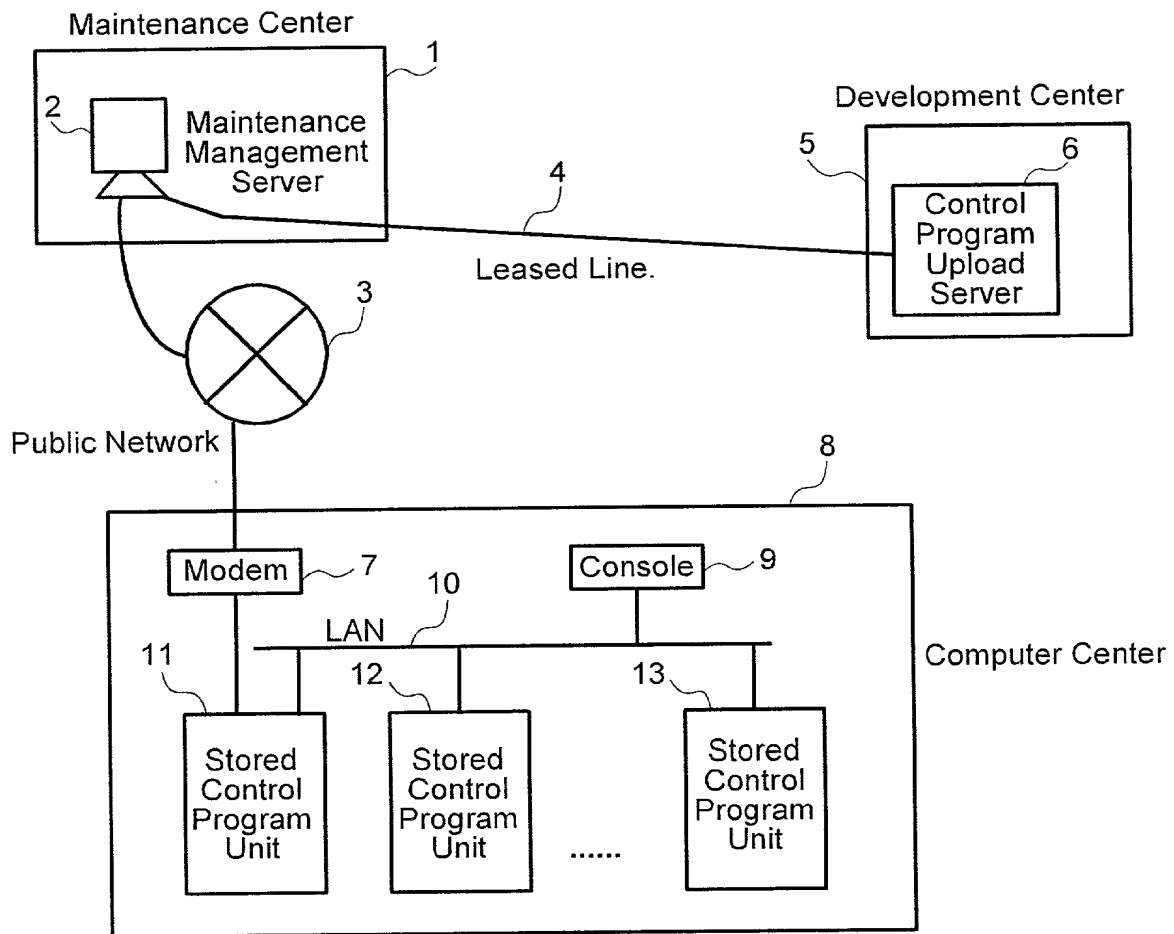 Maintenance Center
1
2
Maintenance
Management
Server
Development Center
5
6
Control
Program
Upload
Server
4
Leased Line.
3
Public Network
8
Modem
7
Console
9
10
LAN
Computer Center
11
12
13
Stored
Control
Program
Unit
Stored
Control
Program
Unit
......
Stored
Control
Program
Unit